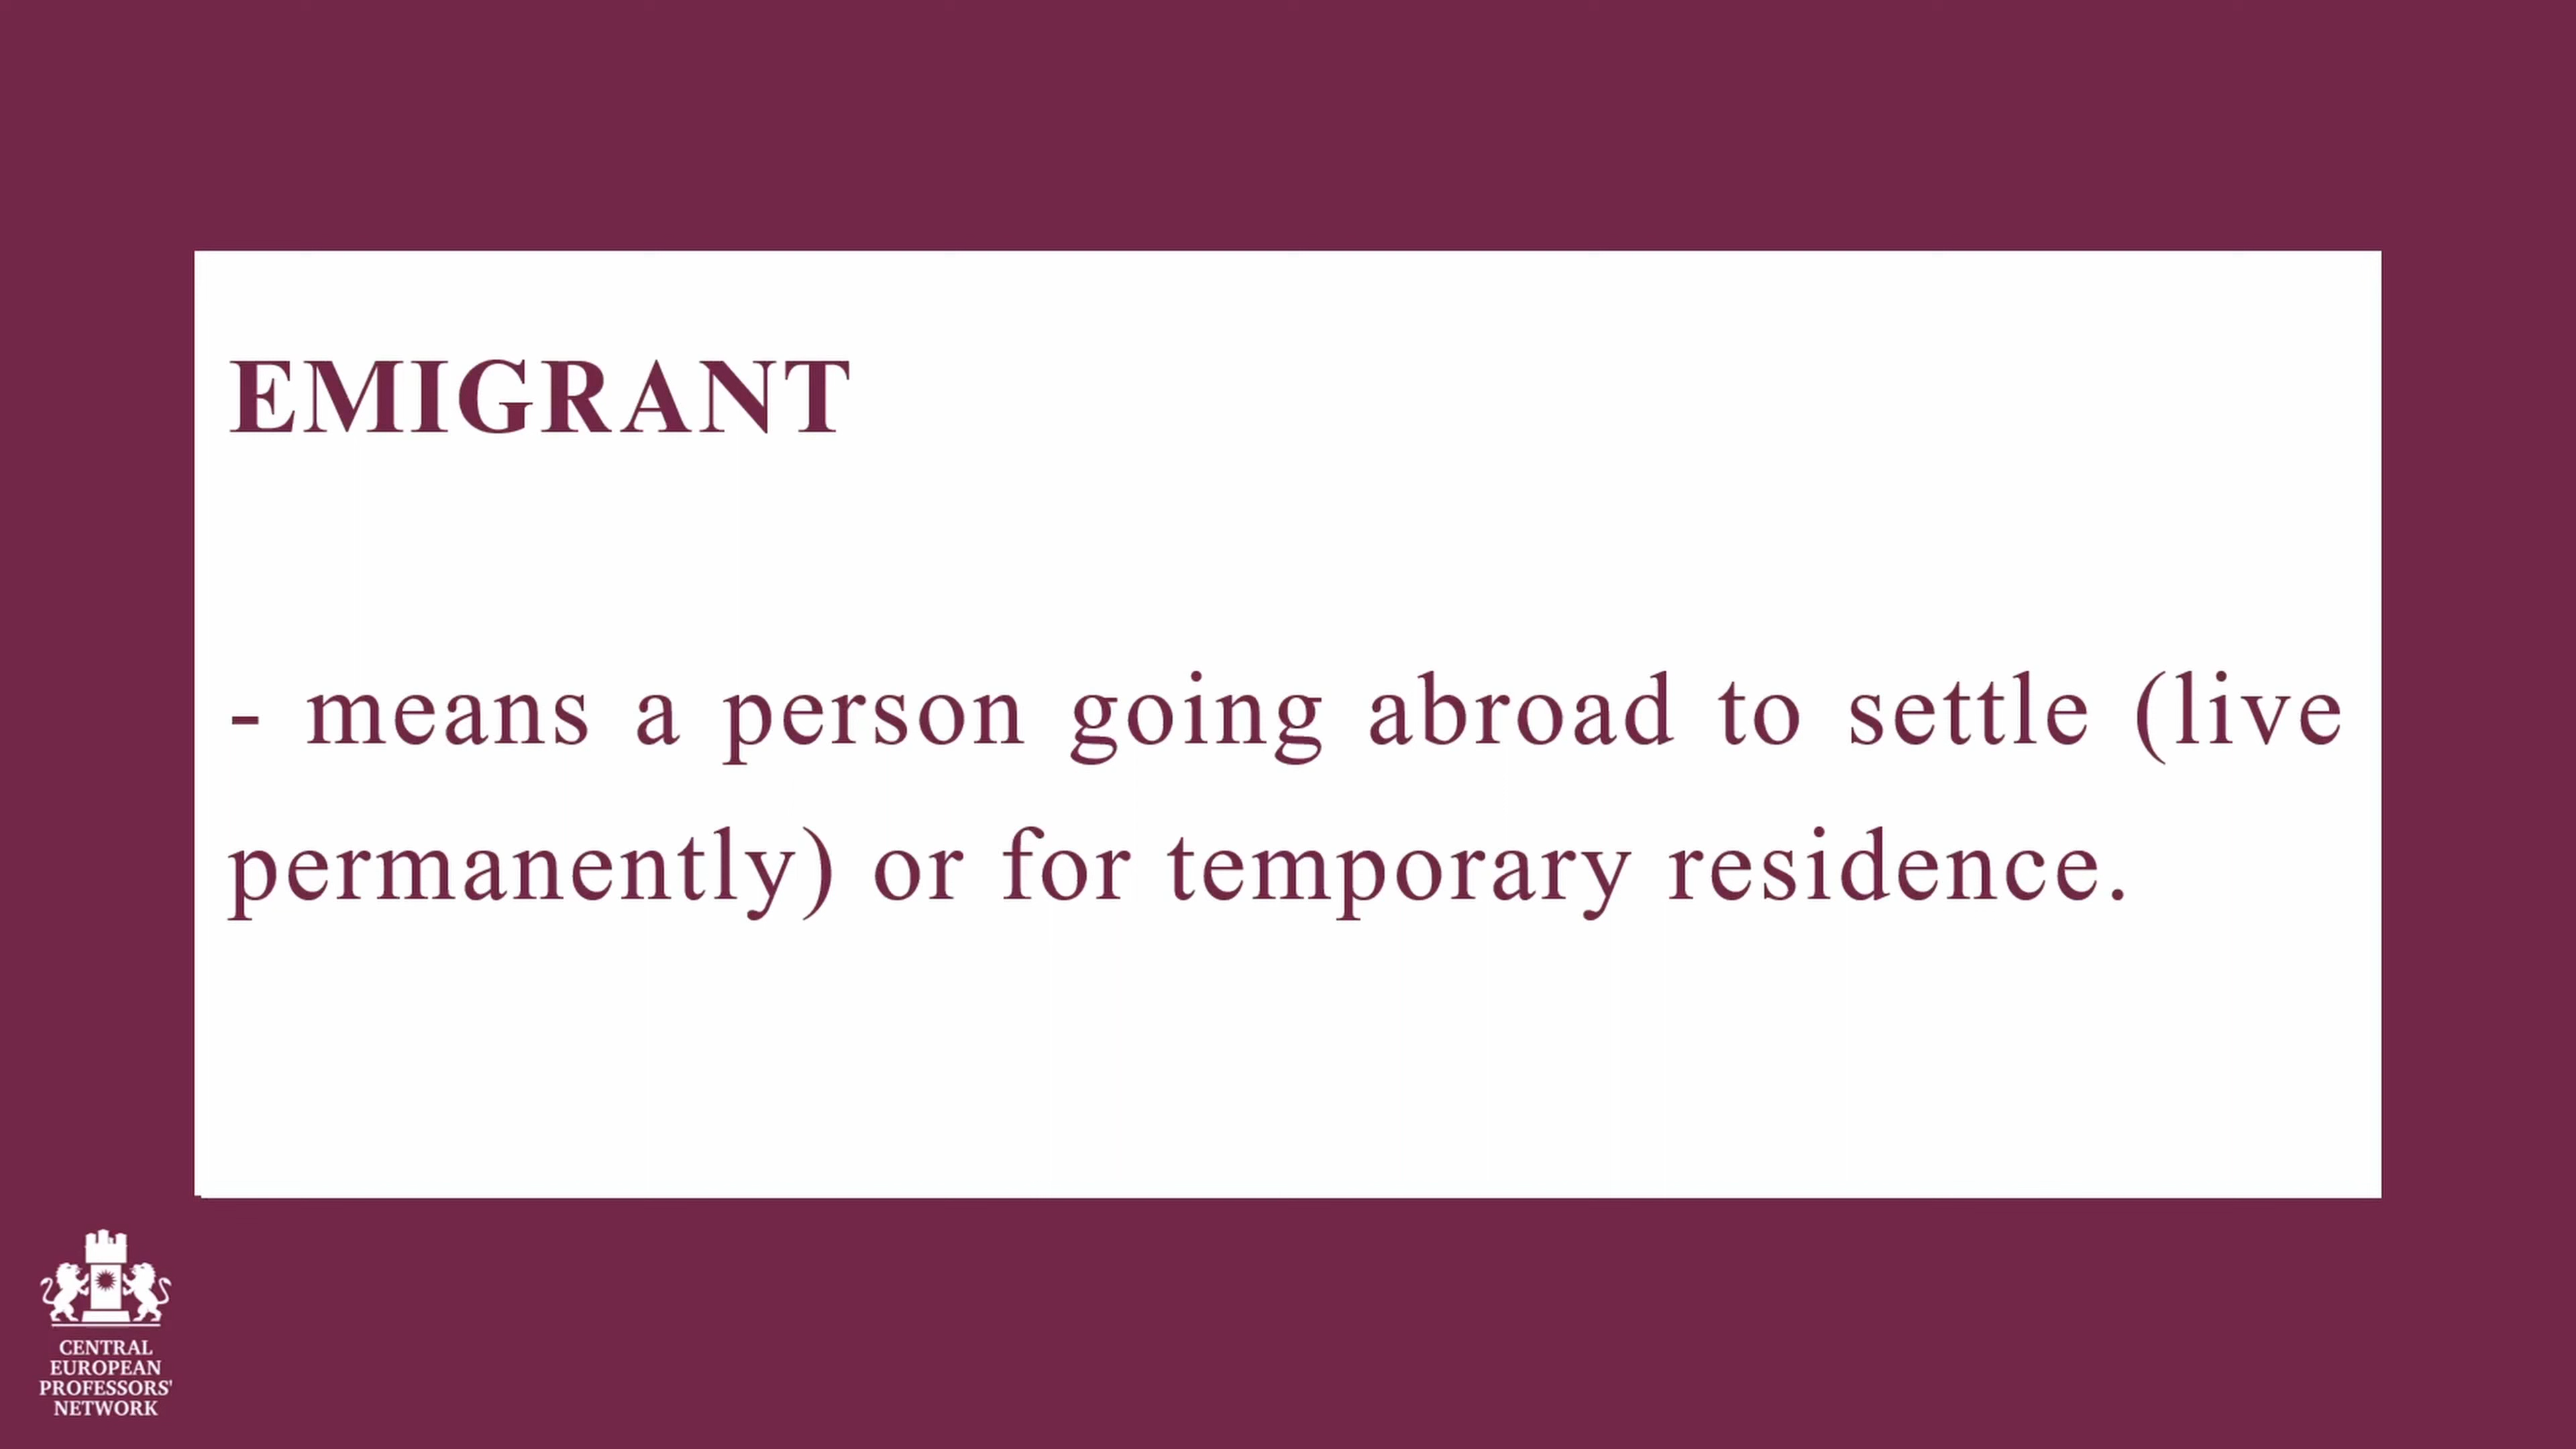 EMIGRANT
- means a person going abroad to settle (live
permanently) or for temporary residence.
CENTRAL
EUROPEAN
PROFESSORS'
NETWORK